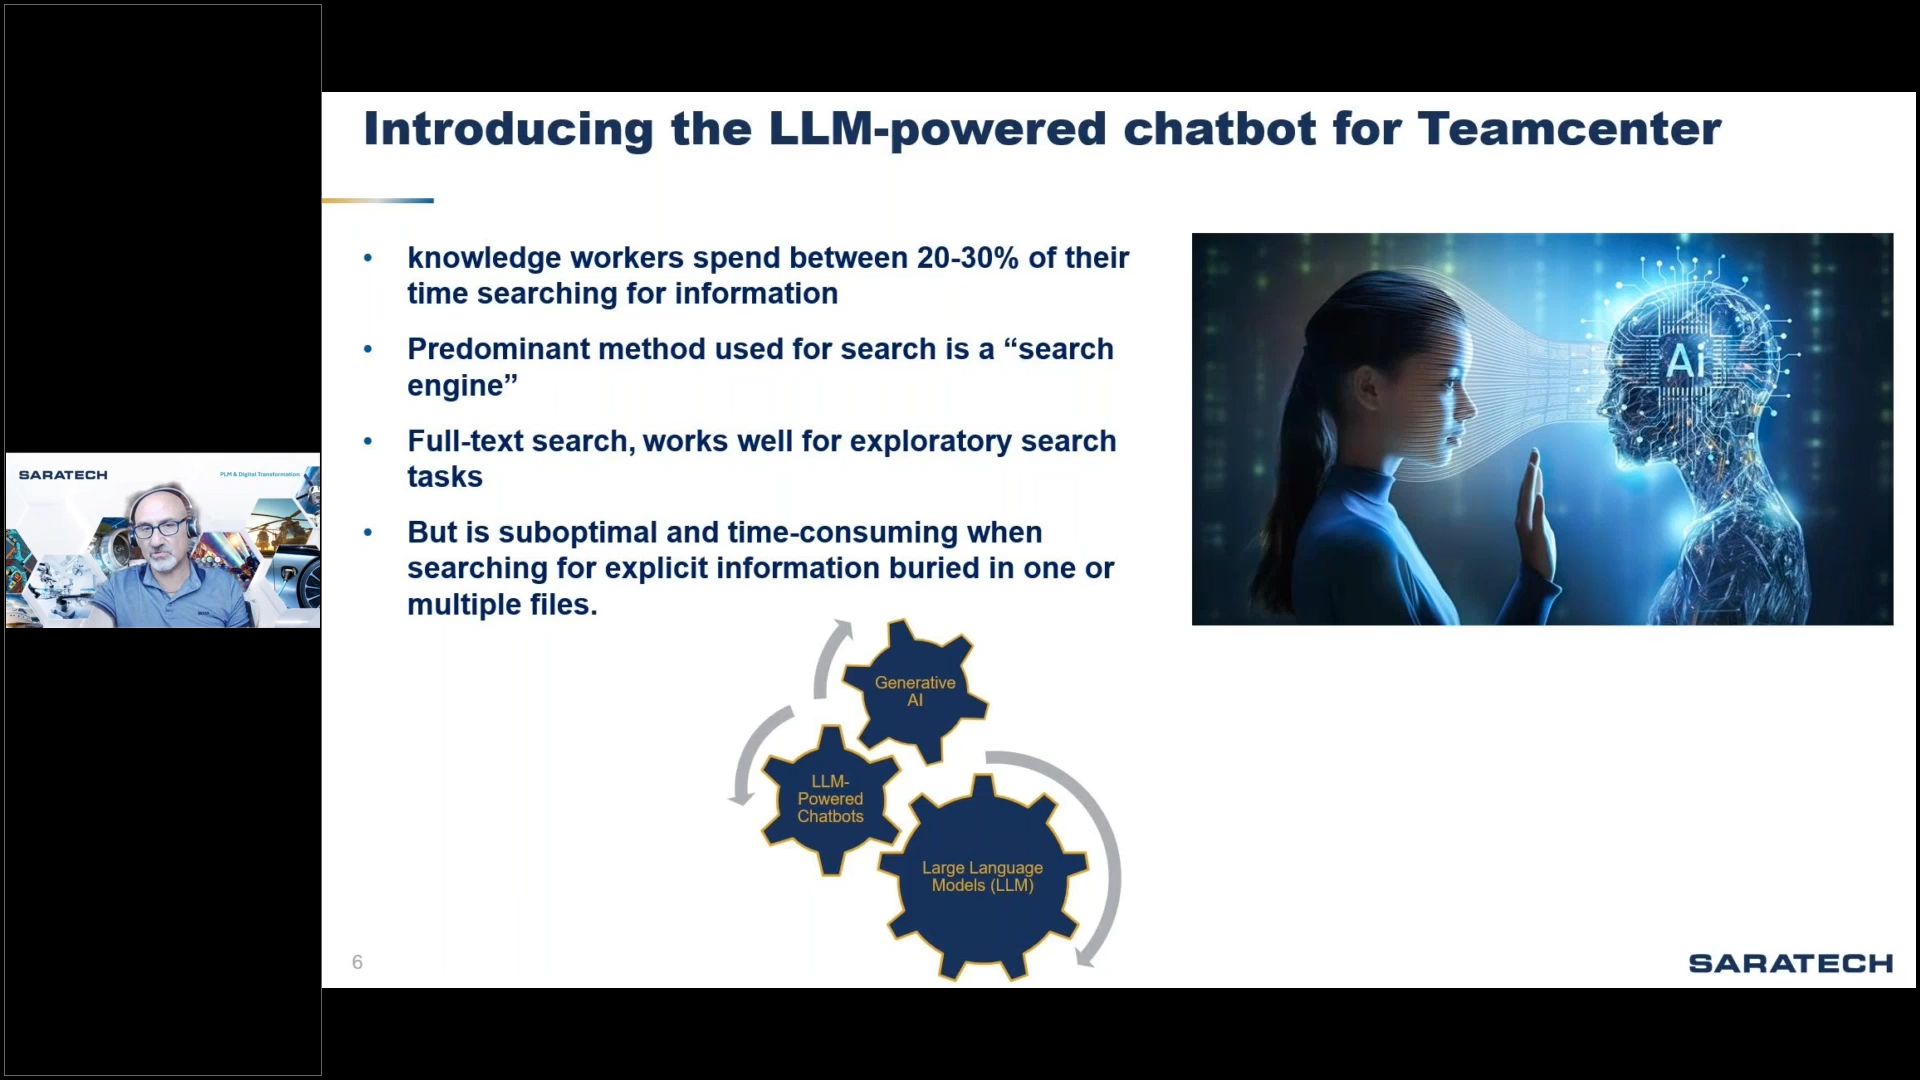 Introducing the LLM-powered chatbot for Teamcenter
• knowledge workers spend between 20-30% of their
time searching for information
• Predominant method used for search is a “search
engine”
• Full-text search, works well for exploratory search
tasks
• But is suboptimal and time-consuming when
searching for explicit information buried in one or
multiple files.
Ai
SARATECH
PLM & Digital Transformation
Generative
AI
LLM-
Powered
Chatbots
Large Language
Models (LLM)
6
SARATECH